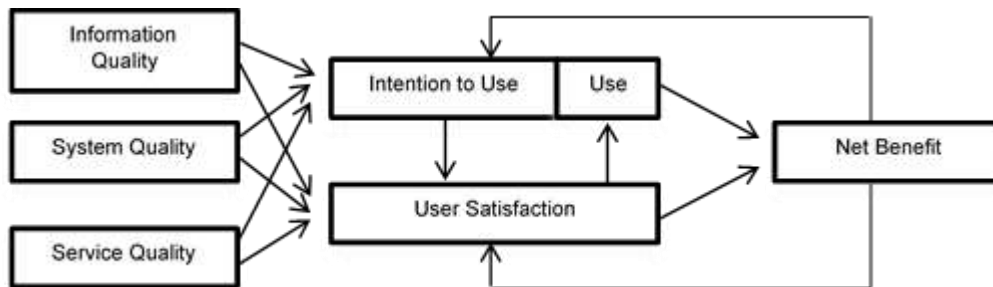 Information
Quality
Intention to Use
Use
System Quality
Net Benefit
User Satisfaction
Service Quality